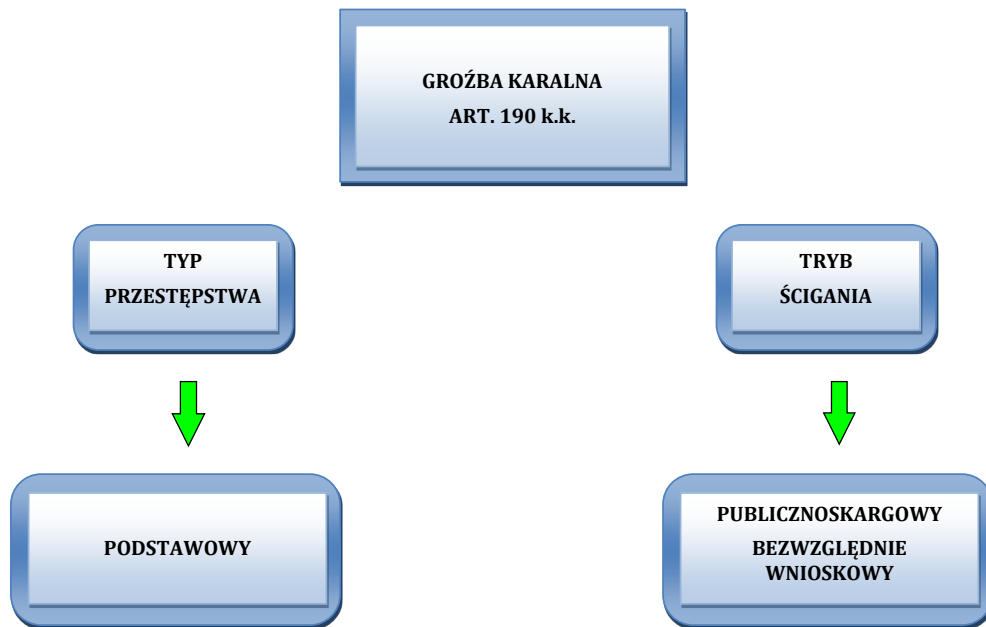 GROŹBA KARALNA
ART. 190 k.k.
TYP
PRZESTĘPSTWA
TRYB
ŚCIGANIA
PODSTAWOWY
PUBLICZNOSKARGOWY
BEZWZGLĘDNIE
WNIOSKOWY